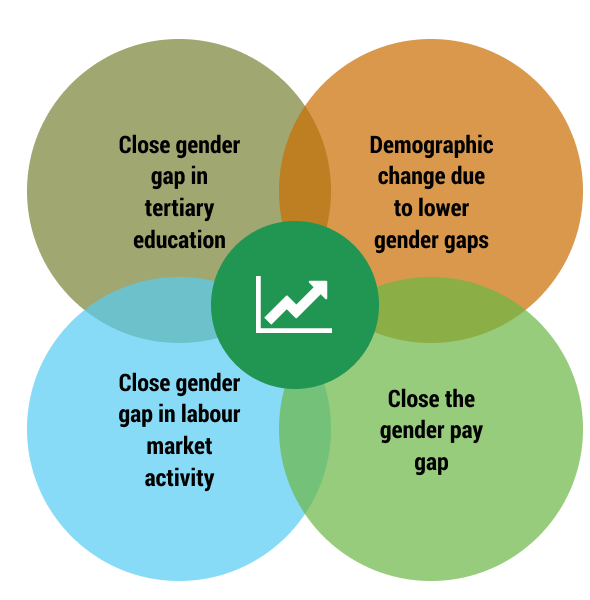 Close gender
gap in
tertiary
education
Demographic
change due
to lower
gender gaps
Close gender
gap in labour
market
activity
Close the
gender pay
gap